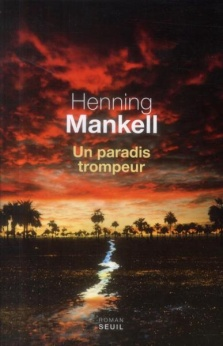 Henning
Mankell
Un paradis
trompeur
ROMAN
SEUIL